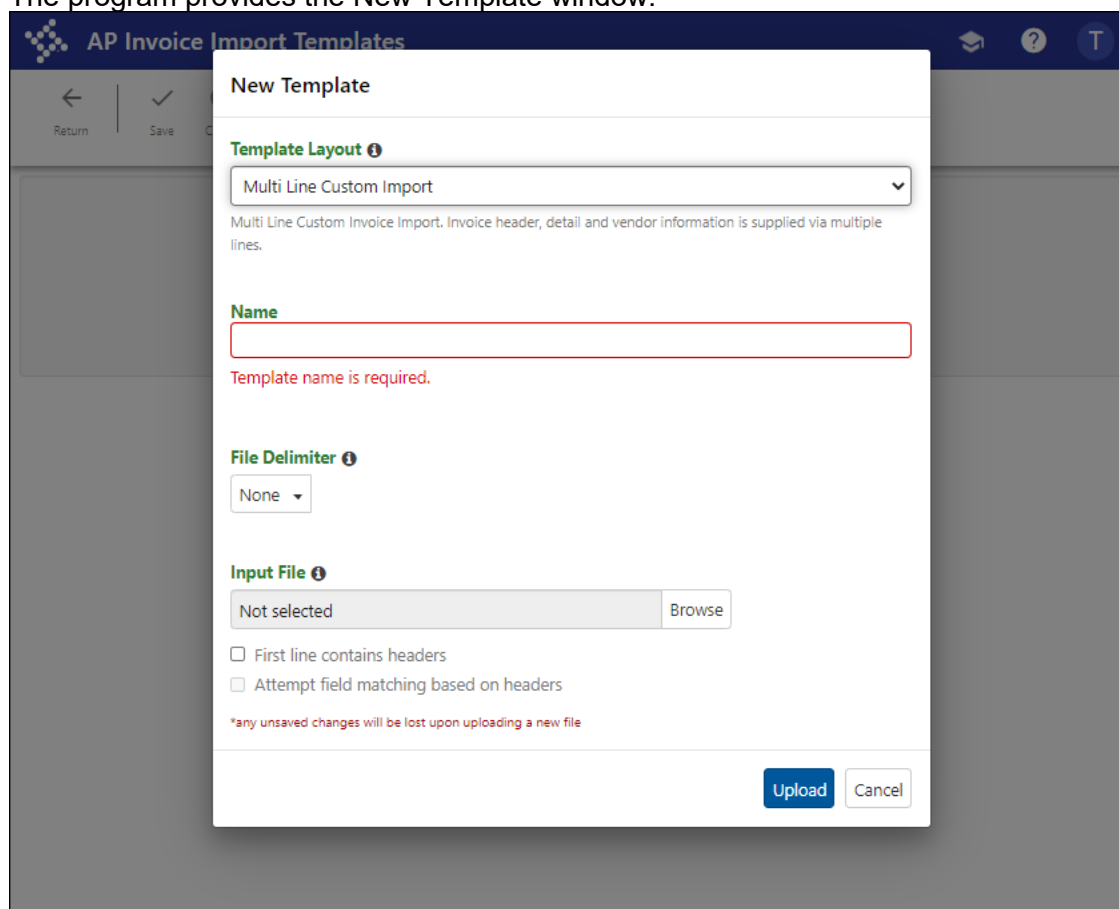 The program provides the New Template window.
AP Invoice Import Templates
T
Return
Save
C
New Template
Template Layout
Multi Line Custom Import
Multi Line Custom Invoice Import. Invoice header, detail and vendor information is supplied via multiple
lines.
Name
Template name is required.
File Delimiter
None
Input File
Not selected
Browse
First line contains headers
Attempt field matching based on headers
*any unsaved changes will be lost upon uploading a new file
Upload
Cancel